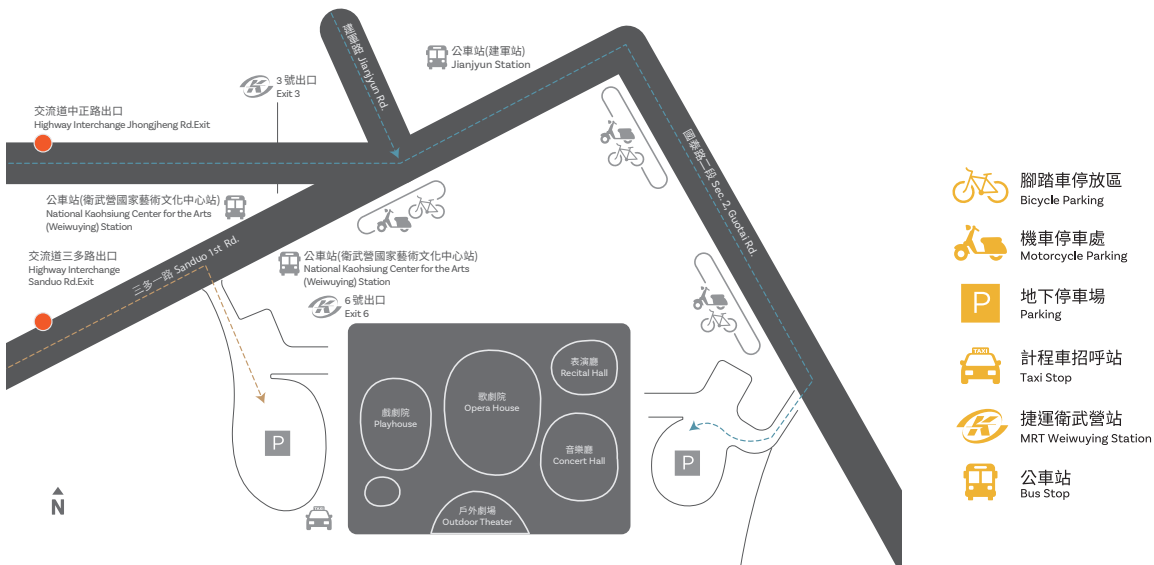 建軍路 Jianjyun Rd.
公車站(建軍站)
Jianjyun Station
3 號出口
Exit 3
交流道中正路出口
Highway Interchange Jhongjheng Rd.Exit
國泰路二段 Sec. 2, Guotai Rd.
公車站(衛武營國家藝術文化中心站)
National Kaohsiung Center for the Arts
(Weiwuying) Station
三多一路 Sanduo 1st Rd.
交流道三多路出口
Highway Interchange
Sanduo Rd.Exit
公車站(衛武營國家藝術文化中心站)
National Kaohsiung Center for the Arts
(Weiwuying) Station
6 號出口
Exit 6
表演廳
Recital Hall
歌劇院
Opera House
戲劇院
Playhouse
音樂廳
Concert Hall
戶外劇場
Outdoor Theater
P
P
N
TAXI
腳踏車停放區
Bicycle Parking
機車停車處
Motorcycle Parking
P
地下停車場
Parking
TAXI
計程車招呼站
Taxi Stop
捷運衛武營站
MRT Weiwuying Station
公車站
Bus Stop